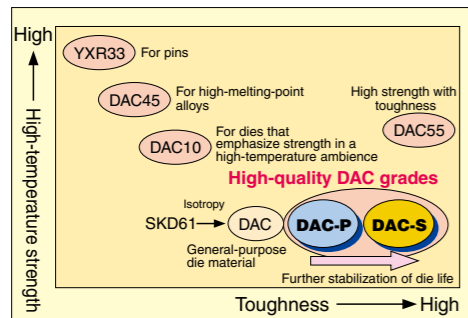 High
High-temperature strength
YXR33
For pins
DAC45
For high-melting-point
alloys
High strength with
toughness
DAC55
DAC10
For dies that
emphasize strength in a
high-temperature ambience
High-quality DAC grades
SKD61
Isotropy
DAC
General-purpose
die material
DAC-P
DAC-S
Further stabilization of die life
Toughness
High